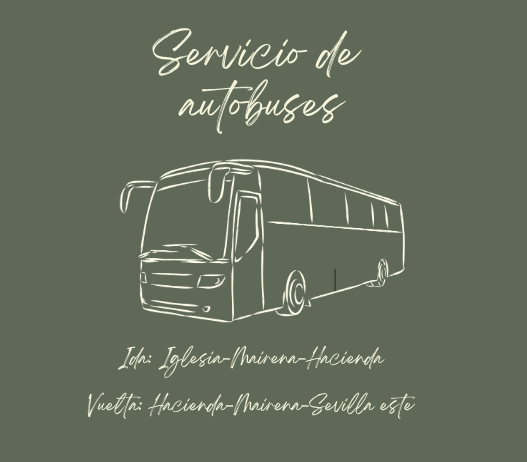 Servicio de
autobuses
Ida: Iglesia-Mairena-Hacienda
Vuelta: Hacienda-Mairena-Sevilla este